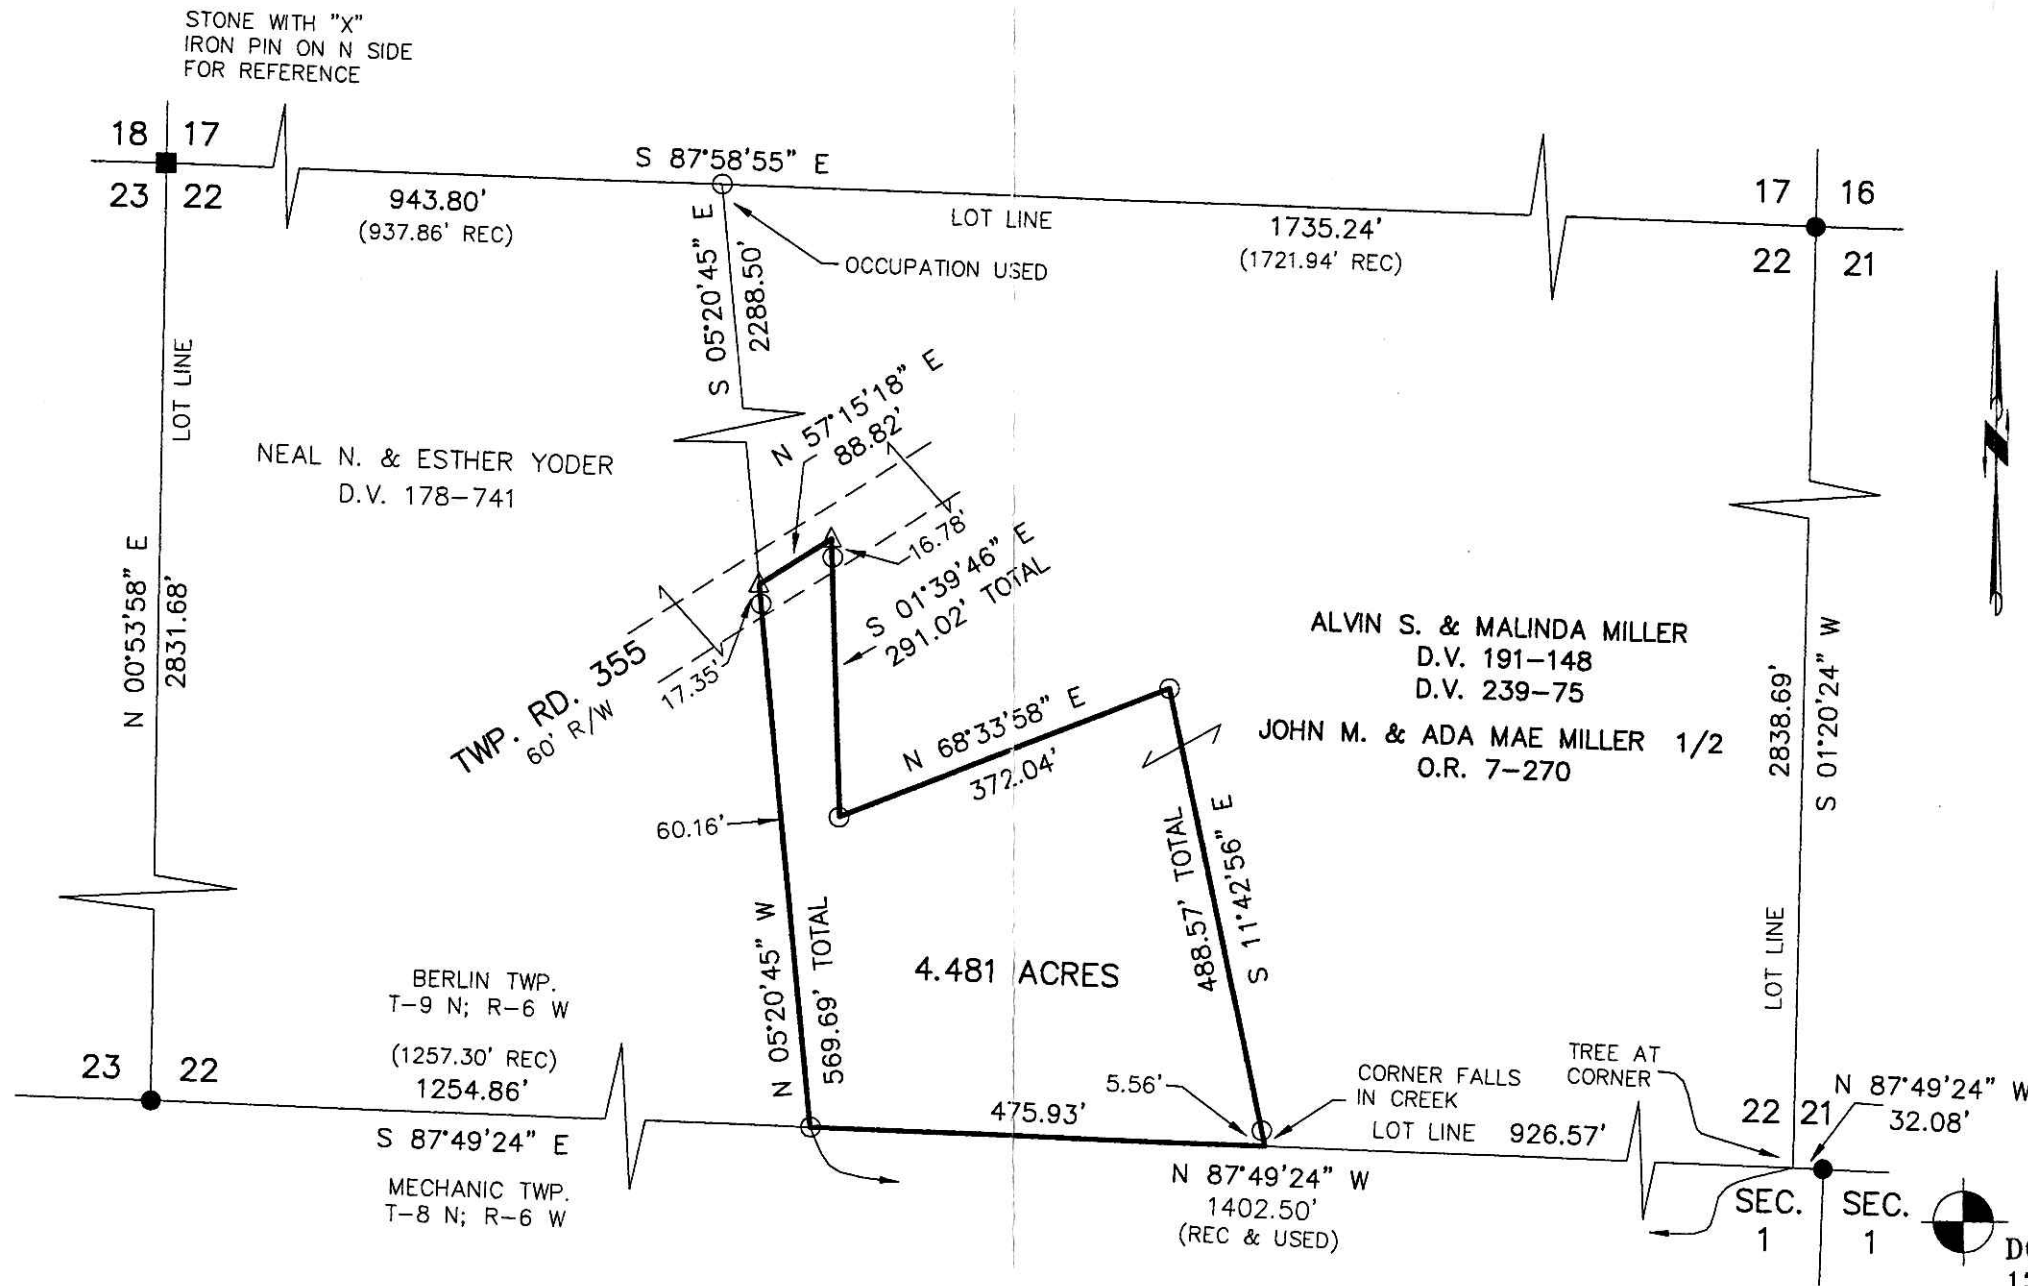 STONE WITH "X"
IRON PIN ON N SIDE
FOR REFERENCE
18 17
23 22
S 87°58'55" E
943.80'
(937.86' REC)
LOT LINE
1735.24'
(1721.94' REC)
17 16
22 21
OCCUPATION USED
S 05°20'45" E
2288.50'
LOT LINE
N 00°53'58" E
2831.68'
NEAL N. & ESTHER YODER
D.V. 178-741
N 57°15'18" E
88.82'
16.78'
S 01°39'46" E
291.02' TOTAL
TWP. RD. 355
60' R/W
17.35'
N 68°33'58" E
372.04'
ALVIN S. & MALINDA MILLER
D.V. 191-148
D.V. 239-75
JOHN M. & ADA MAE MILLER 1/2
O.R. 7-270
2838.69'
S 01°20'24" W
LOT LINE
60.16'
N 05°20'45" W
569.69' TOTAL
4.481 ACRES
488.57' TOTAL
S 11°42'56" E
BERLIN TWP.
T-9 N; R-6 W
(1257.30' REC)
1254.86'
23 22
S 87°49'24" E
MECHANIC TWP.
T-8 N; R-6 W
475.93'
5.56'
CORNER FALLS
IN CREEK
LOT LINE 926.57'
TREE AT
CORNER
22 21
N 87°49'24" W
32.08'
N 87°49'24" W
1402.50'
(REC & USED)
SEC. SEC.
1 1
N